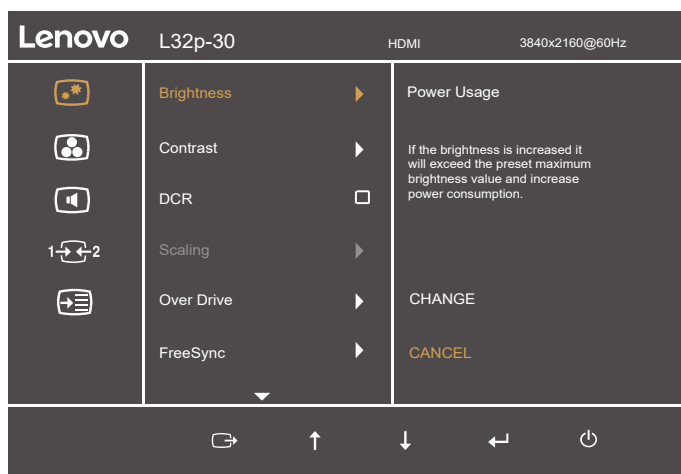 Lenovo L32p-30 HDMI 3840x2160@60Hz
Brightness
Contrast
DCR
Scaling
Over Drive
FreeSync
1 2
Power Usage
If the brightness is increased it
will exceed the preset maximum
brightness value and increase
power consumption.
CHANGE
CANCEL